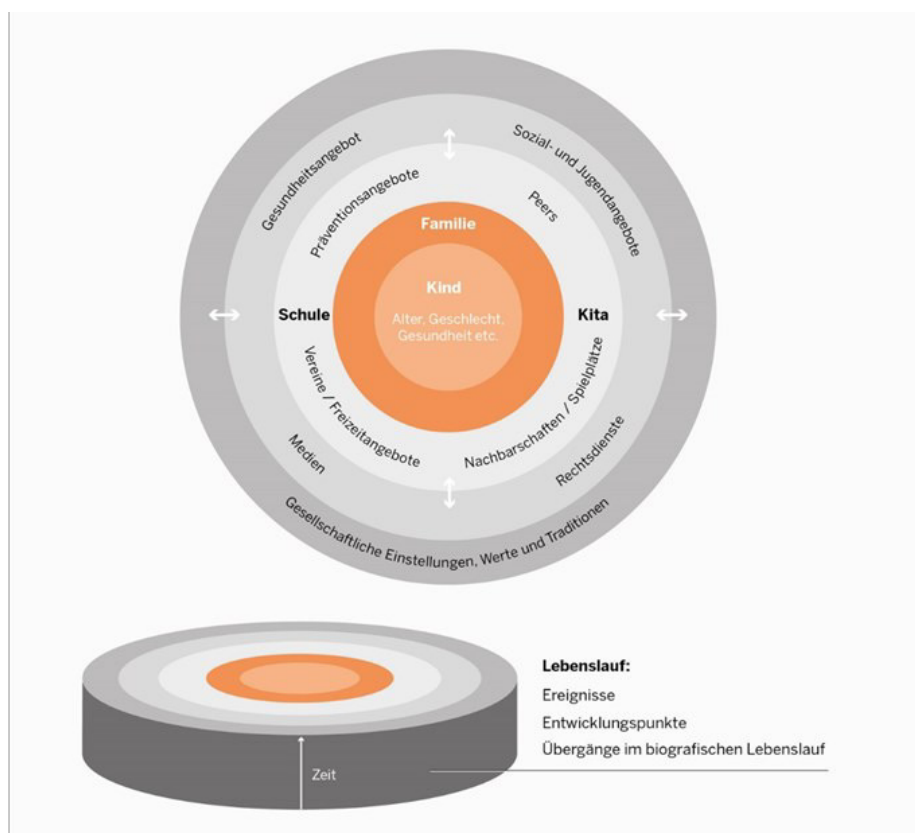 Gesundheitsangebot
Sozial- und Jugendangebote
Präventionsangebote
Peers
Familie
Kind
Alter, Geschlecht,
Gesundheit etc.
Schule
Kita
Vereine / Freizeitangebote
Nachbarschaften / Spielplätze
Medien
Rechtsdienste
Gesellschaftliche Einstellungen, Werte und Traditionen
Lebenslauf:
Ereignisse
Entwicklungspunkte
Übergänge im biografischen Lebenslauf
Zeit